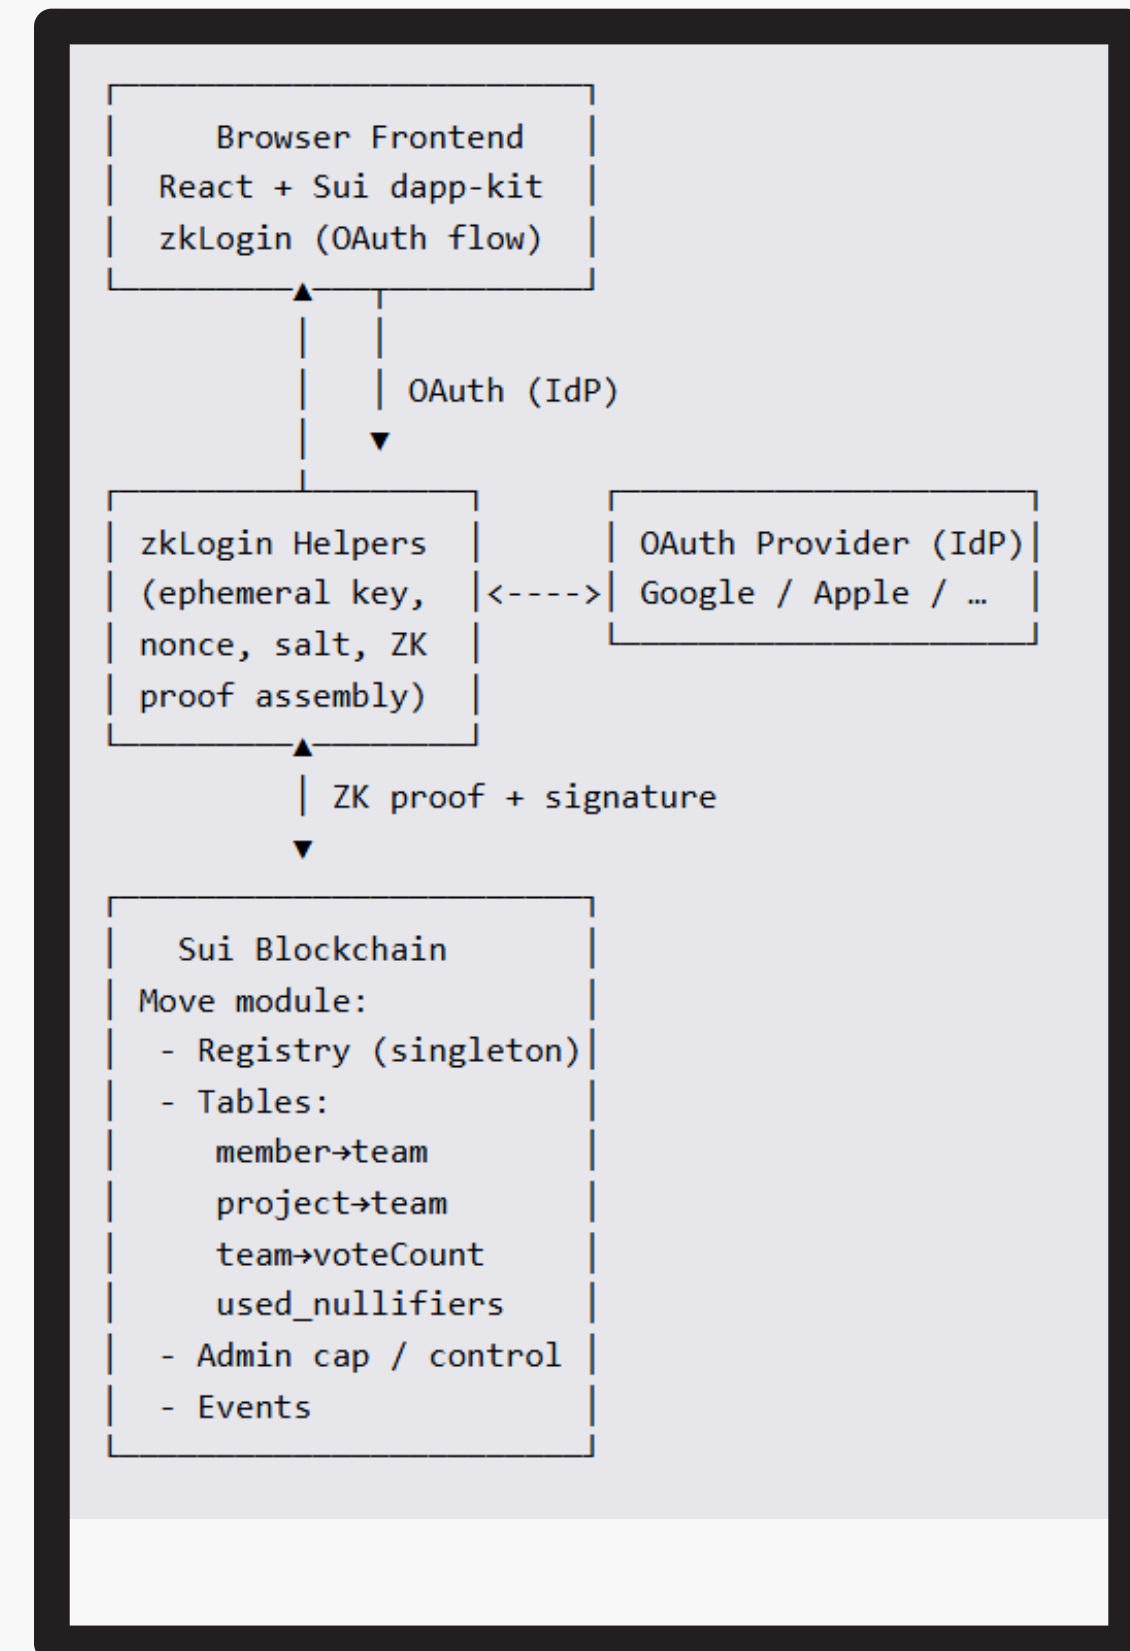 Browser Frontend
React + Sui dapp-kit
zkLogin (OAuth flow)
OAuth (IdP)
zkLogin Helpers
(ephemeral key,
nonce, salt, ZK
proof assembly)
<---->
OAuth Provider (IdP)
Google / Apple / …
ZK proof + signature
Sui Blockchain
Move module:
- Registry (singleton)
- Tables:
member→team
project→team
team→voteCount
used_nullifiers
- Admin cap / control
- Events